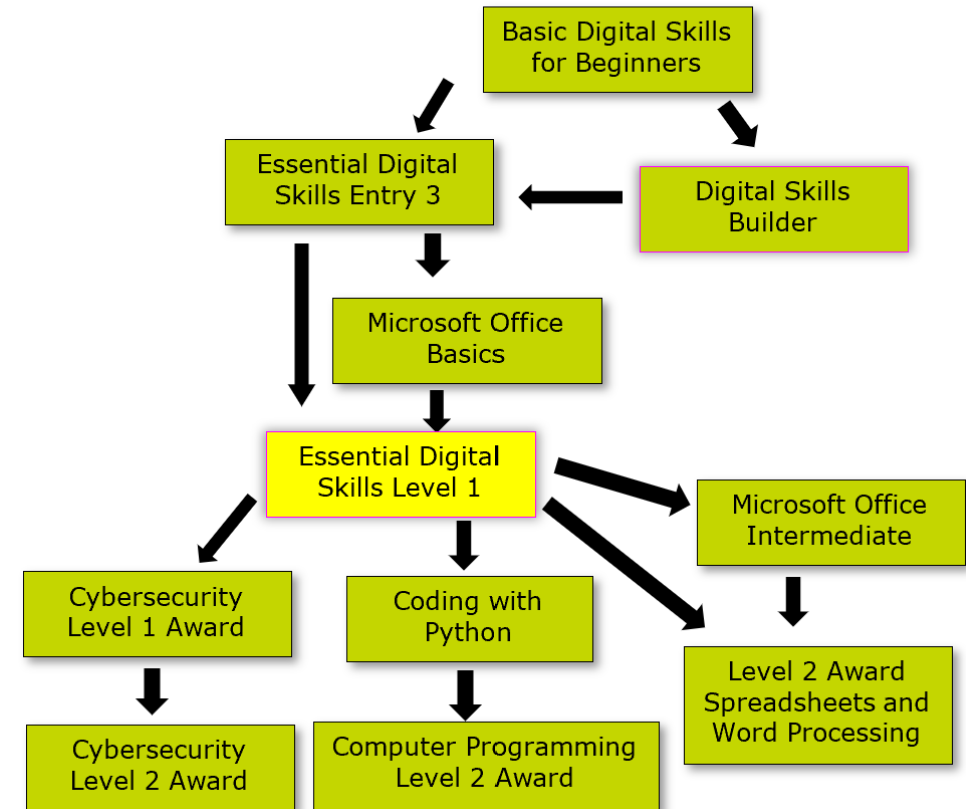 Basic Digital Skills
for Beginners
Essential Digital
Skills Entry 3
Digital Skills
Builder
Microsoft Office
Basics
Essential Digital
Skills Level 1
Microsoft Office
Intermediate
Cybersecurity
Level 1 Award
Coding with
Python
Level 2 Award
Spreadsheets and
Word Processing
Cybersecurity
Level 2 Award
Computer Programming
Level 2 Award